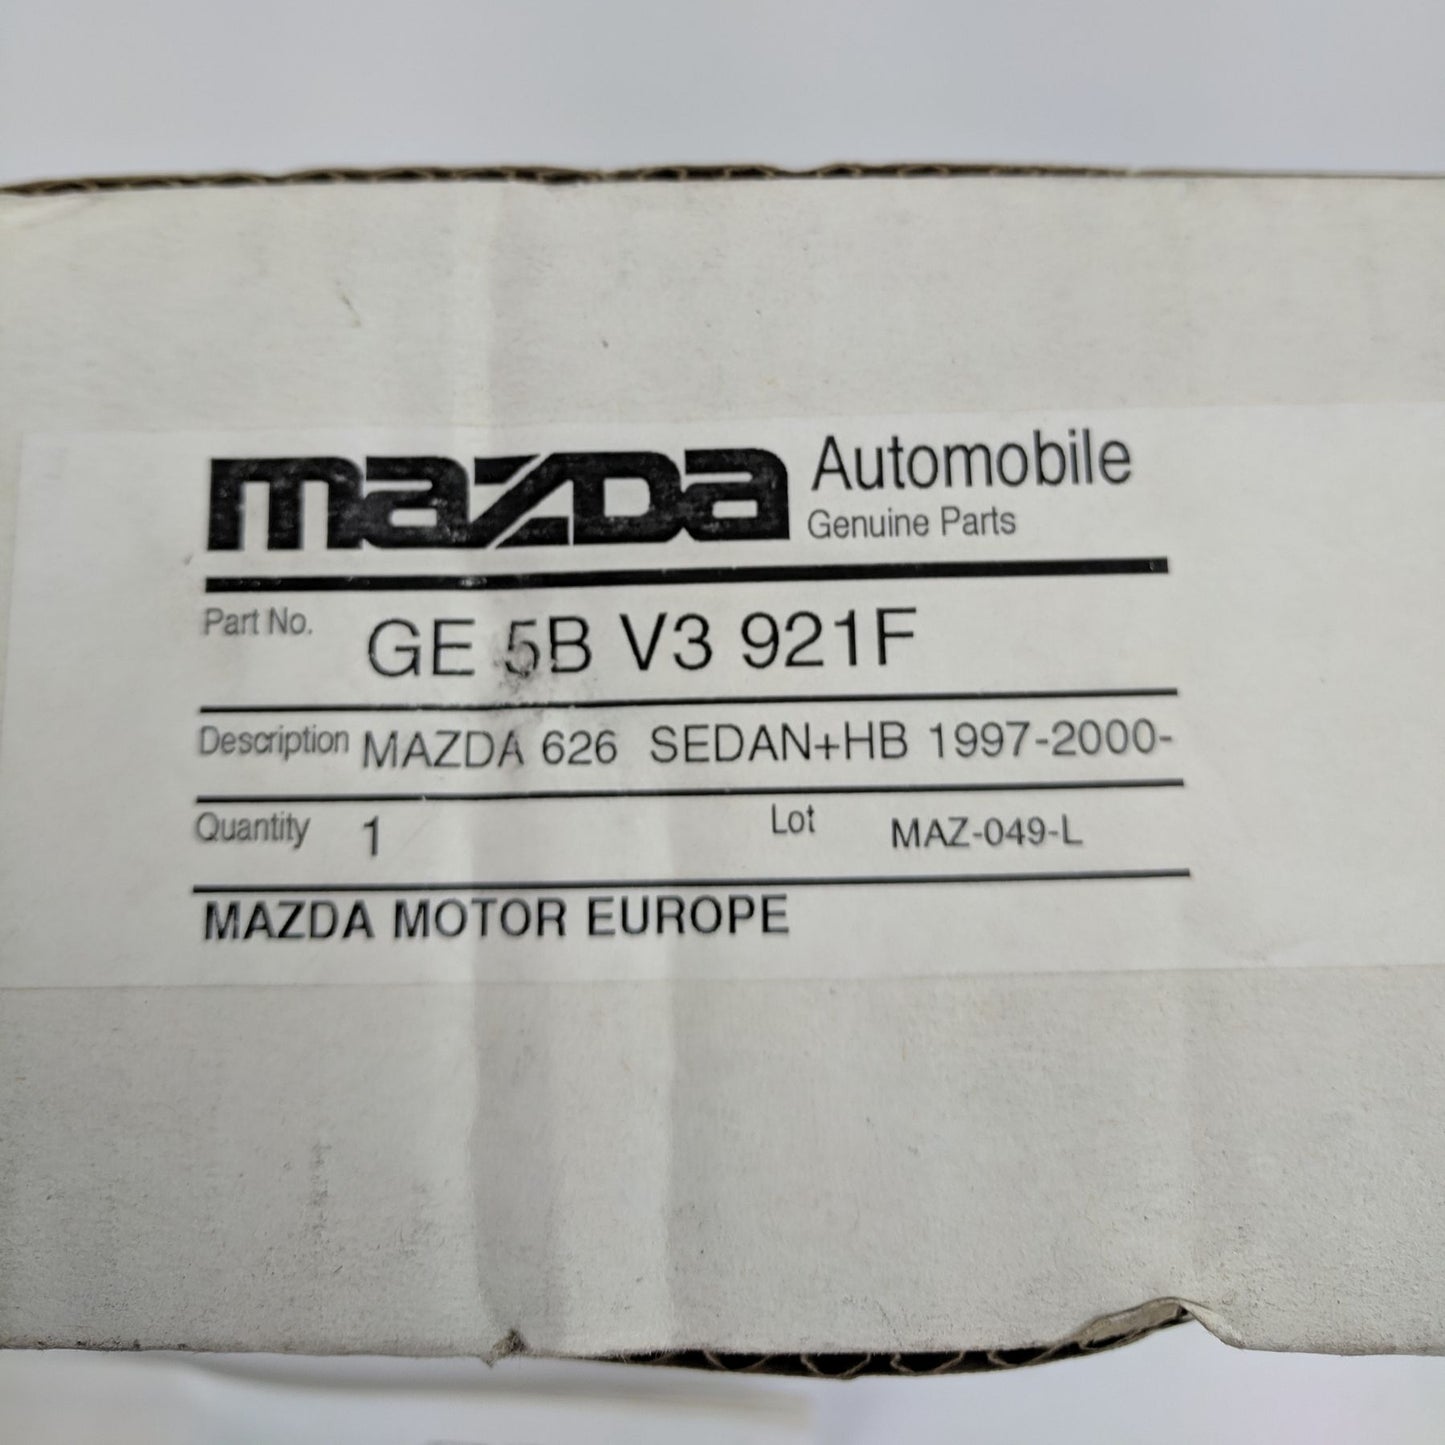 mazda Automobile
Genuine Parts
Part No. GE 5B V3 921F
Description MAZDA 626 SEDAN+HB 1997-2000-
Quantity 1 Lot MAZ-049-L
MAZDA MOTOR EUROPE